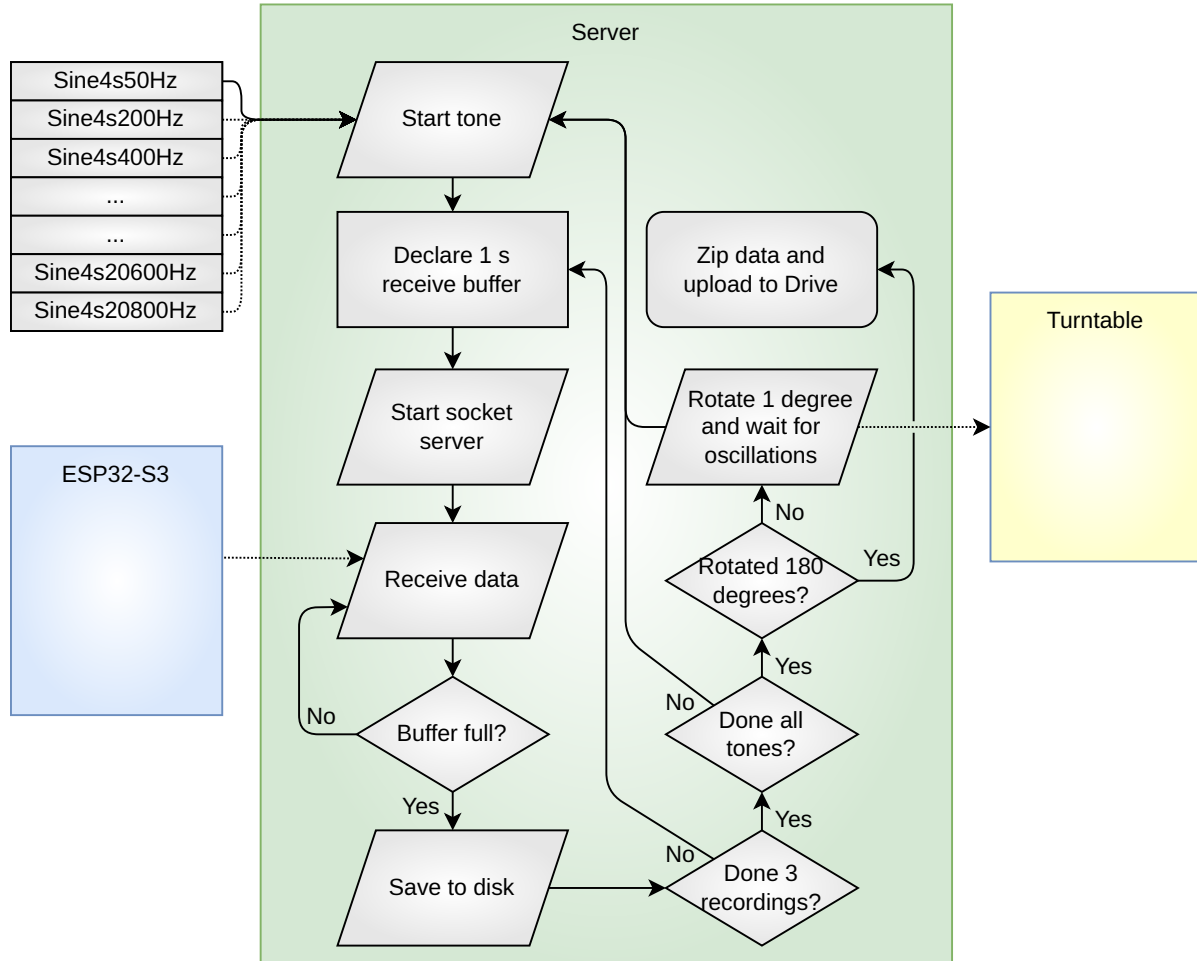 Server
Sine4s50Hz
Sine4s200Hz
Sine4s400Hz
...
...
Sine4s20600Hz
Sine4s20800Hz
Start tone
Declare 1 s
receive buffer
Zip data and
upload to Drive
Turntable
Start socket
server
Rotate 1 degree
and wait for
oscillations
ESP32-S3
No
Receive data
Rotated 180
degrees?
Yes
Yes
No
No
Buffer full?
Done all
tones?
Yes
Yes
No
Save to disk
Done 3
recordings?